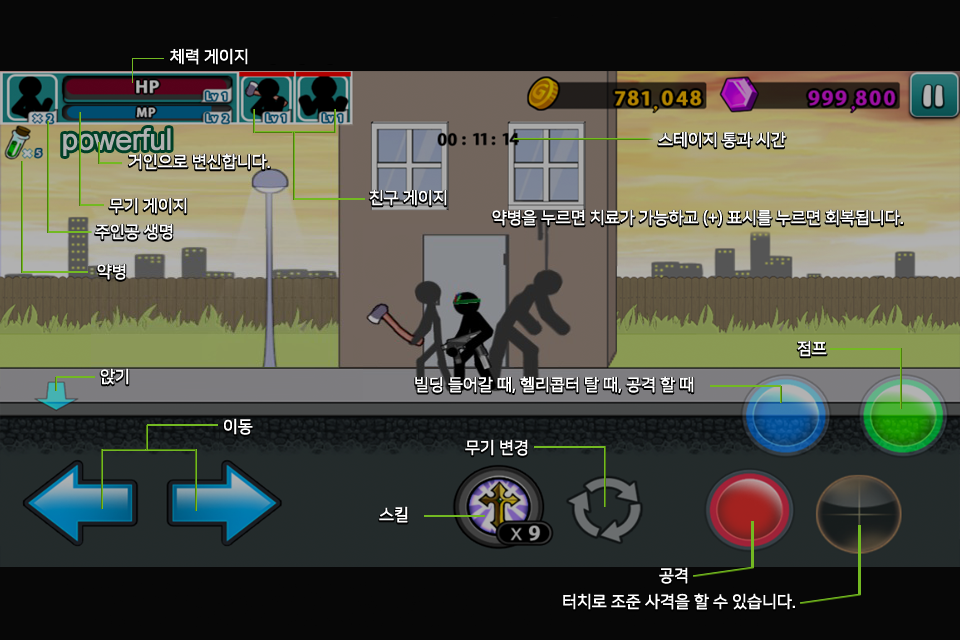 체력 게이지
HP
Lv 1
MP
Lv 2
× 2
Lv 1
Lv 1
781,048
999,800
× 5
powerful
00 : 11 : 14
스테이지 통과 시간
거인으로 변신합니다.
친구 게이지
무기 게이지
약병을 누르면 치료가 가능하고 (+) 표시를 누르면 회복됩니다.
주인공 생명
약병
점프
앉기
빌딩 들어갈 때, 헬리콥터 탈 때, 공격 할 때
이동
무기 변경
스킬
x 9
공격
터치로 조준 사격을 할 수 있습니다.